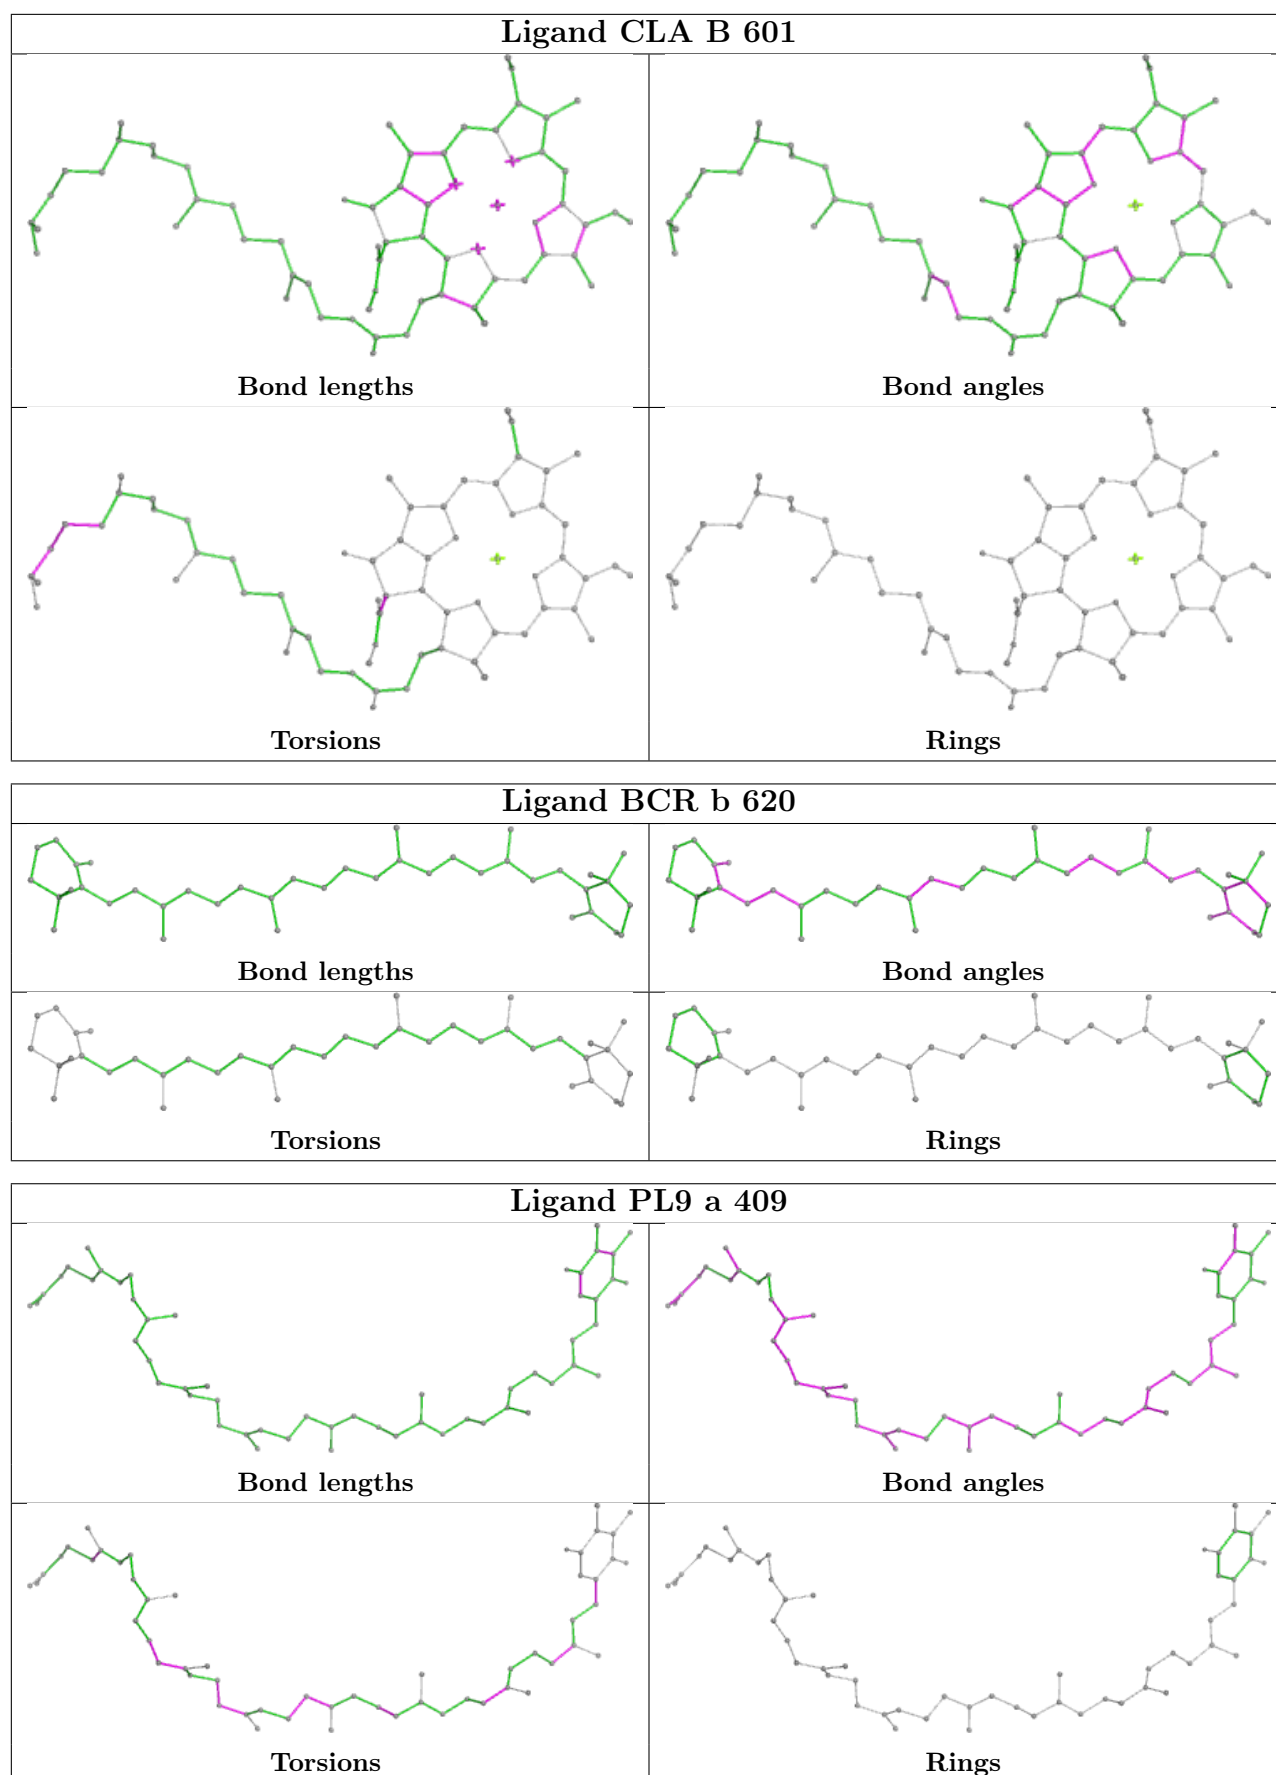 Ligand CLA B 601
Bond lengths
Bond angles
Torsions
Rings
Ligand BCR b 620
Bond lengths
Bond angles
Torsions
Rings
Ligand PL9 a 409
Bond lengths
Bond angles
Torsions
Rings